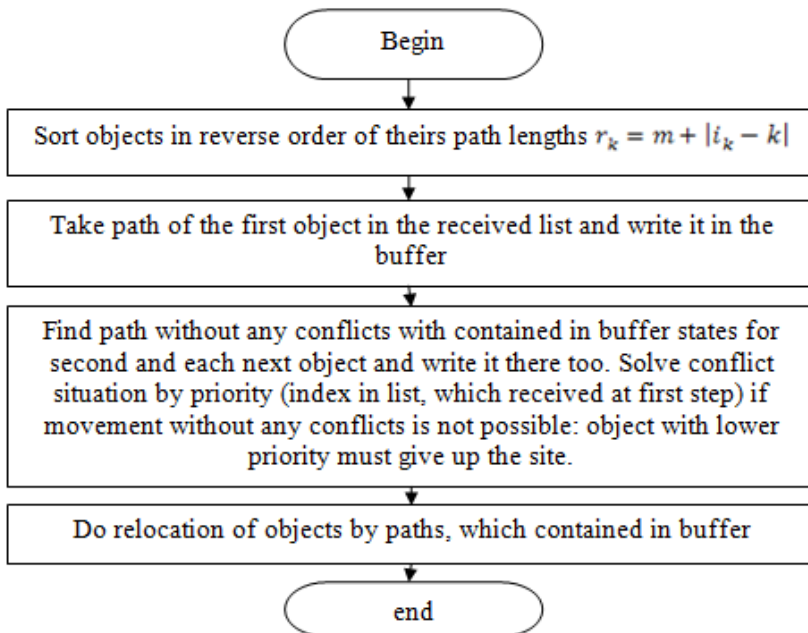 Begin
Sort objects in reverse order of theirs path lengths r_k = m + |i_k − k|
Take path of the first object in the received list and write it in the
buffer
Find path without any conflicts with contained in buffer states for
second and each next object and write it there too. Solve conflict
situation by priority (index in list, which received at first step) if
movement without any conflicts is not possible: object with lower
priority must give up the site.
Do relocation of objects by paths, which contained in buffer
end